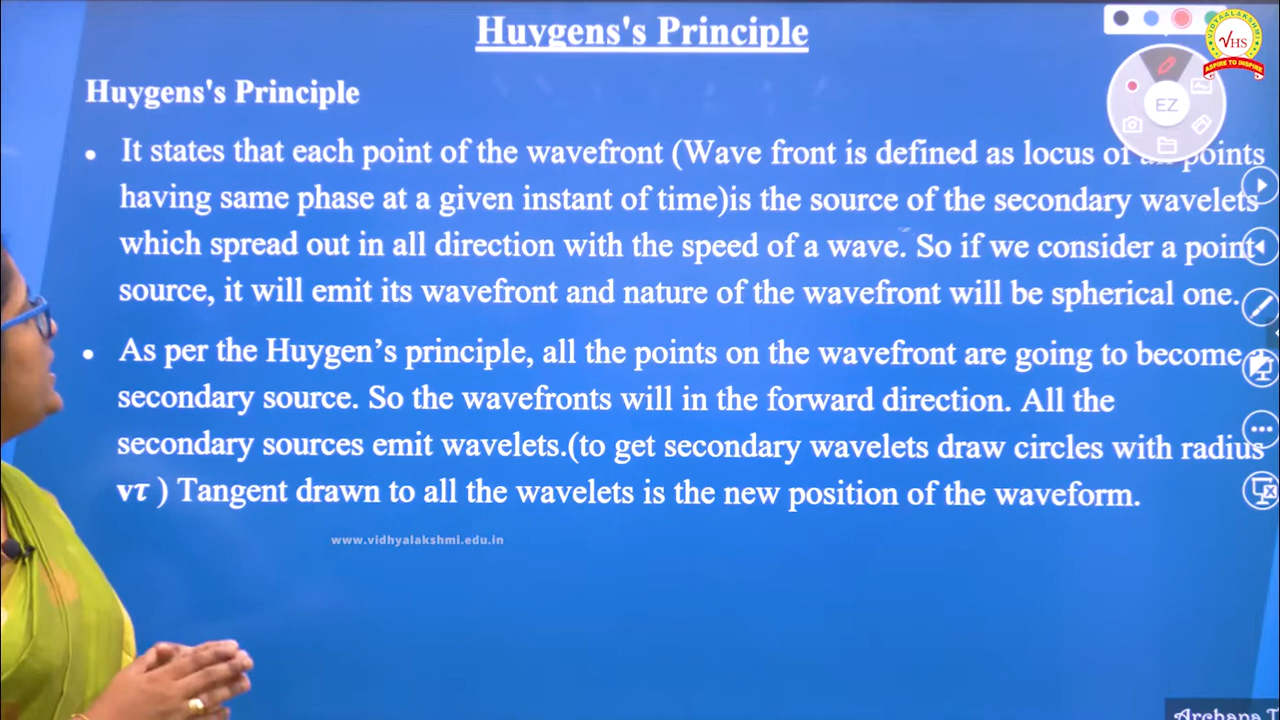 Huygens's Principle
VIDYAALAKSHMI
VHS
ASPIRE TO INSPIRE
Huygens's Principle
EZ
• It states that each point of the wavefront (Wave front is defined as locus of all points
having same phase at a given instant of time)is the source of the secondary wavelets
which spread out in all direction with the speed of a wave. So if we consider a point
source, it will emit its wavefront and nature of the wavefront will be spherical one.
• As per the Huygen’s principle, all the points on the wavefront are going to become
secondary source. So the wavefronts will in the forward direction. All the
secondary sources emit wavelets.(to get secondary wavelets draw circles with radius
vτ ) Tangent drawn to all the wavelets is the new position of the waveform.
www.vidhyalakshmi.edu.in
Archana